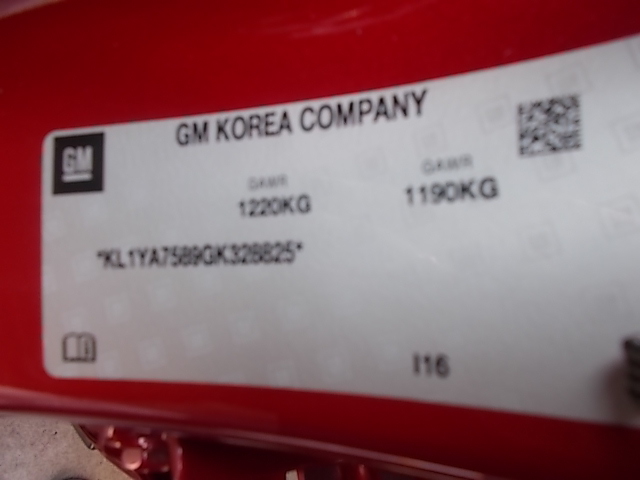 GM KOREA COMPANY
GM
GAWR GAWR
1220KG 1190KG
*KL1YA7589GK328825*
I16